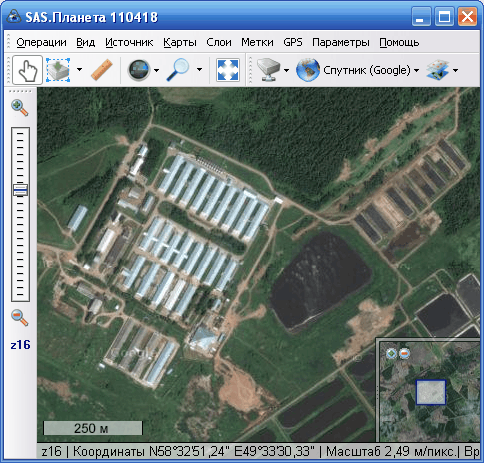 SAS.Планета 110418
Операции Вид Источник Карты Слои Метки GPS Параметры Помощь
Спутник (Google)
z16
Google
250 м
z16 | Координаты N58°32'51,24" E49°33'30,33" | Масштаб 2,49 м/пикс.| Вр